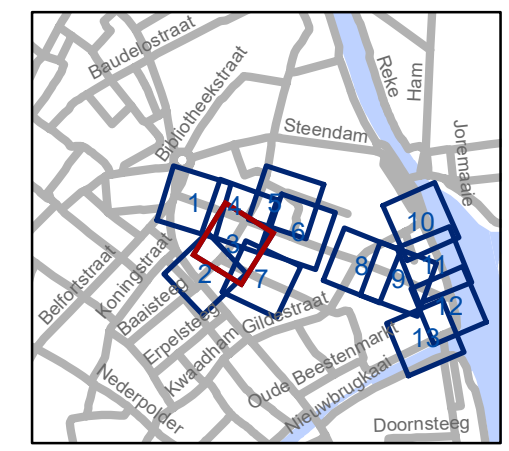 Baudelostraat
Bibliotheekstraat
Reke
Ham
Steendam
Joremaaie
1
4
5
6
3
2
7
8
9
10
11
12
13
Belfortstraat
Koningstraat
Baaisteeg
Erpelsteeg
Kwaadham
Gildestraat
Oude Beestenmarkt
Nieuwbrugkaai
Nederpolder
Doornsteeg